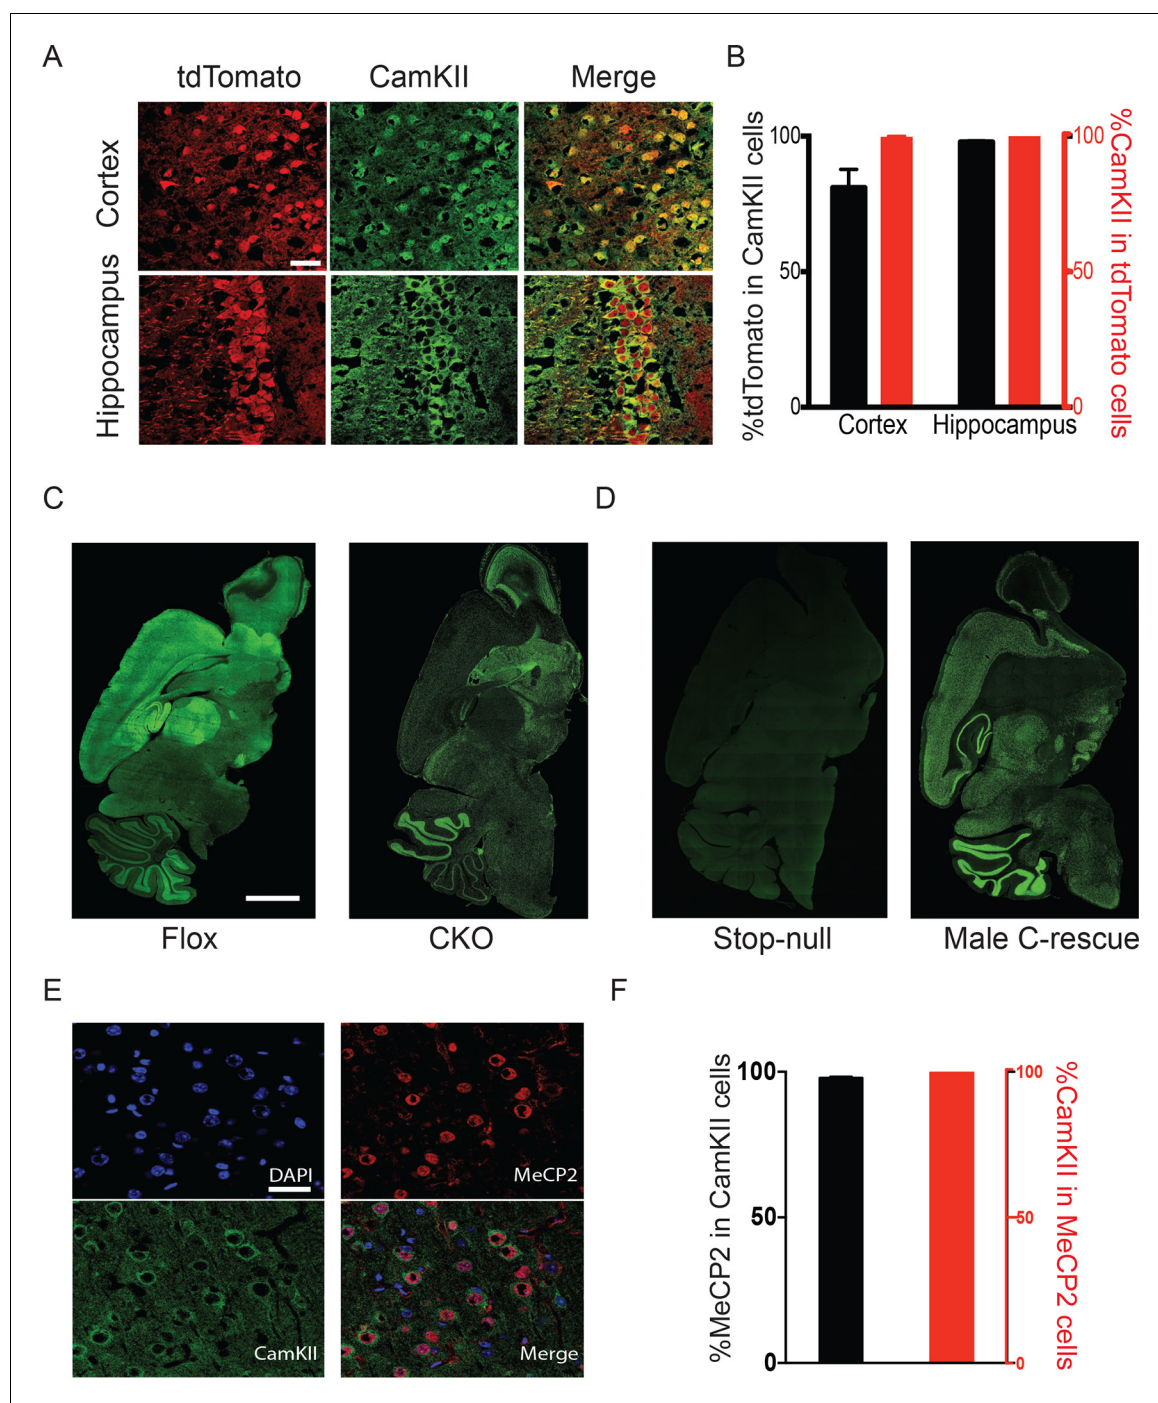 A
tdTomato
CamKII
Merge
Cortex
Hippocampus
B
%tdTomato in CamKII cells
100
50
0
Cortex
Hippocampus
100
50
0
%CamKII in tdTomato cells
C
Flox
CKO
D
Stop-null
Male C-rescue
E
DAPI
MeCP2
CamKII
Merge
F
%MeCP2 in CamKII cells
100
50
0
100
50
0
%CamKII in MeCP2 cells